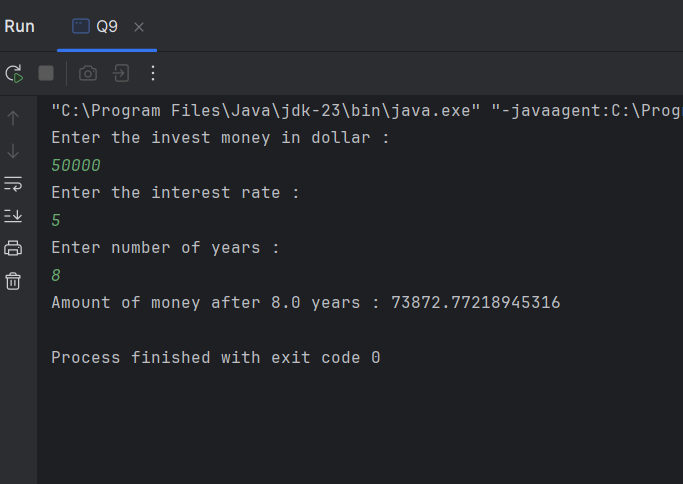 Run Q9
"C:\Program Files\Java\jdk-23\bin\java.exe" "-javaagent:C:\Prog
Enter the invest money in dollar :
50000
Enter the interest rate :
5
Enter number of years :
8
Amount of money after 8.0 years : 73872.77218945316
Process finished with exit code 0